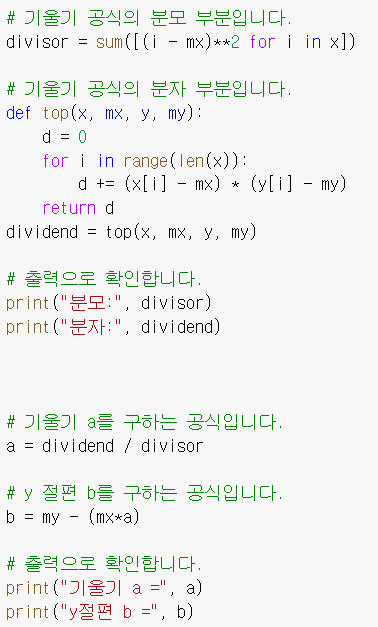 # 기울기 공식의 분모 부분입니다.
divisor = sum([(i - mx)**2 for i in x])
# 기울기 공식의 분자 부분입니다.
def top(x, mx, y, my):
    d = 0
    for i in range(len(x)):
        d += (x[i] - mx) * (y[i] - my)
    return d
dividend = top(x, mx, y, my)
# 출력으로 확인합니다.
print("분모:", divisor)
print("분자:", dividend)
# 기울기 a를 구하는 공식입니다.
a = dividend / divisor
# y 절편 b를 구하는 공식입니다.
b = my - (mx*a)
# 출력으로 확인합니다.
print("기울기 a =", a)
print("y절편 b =", b)